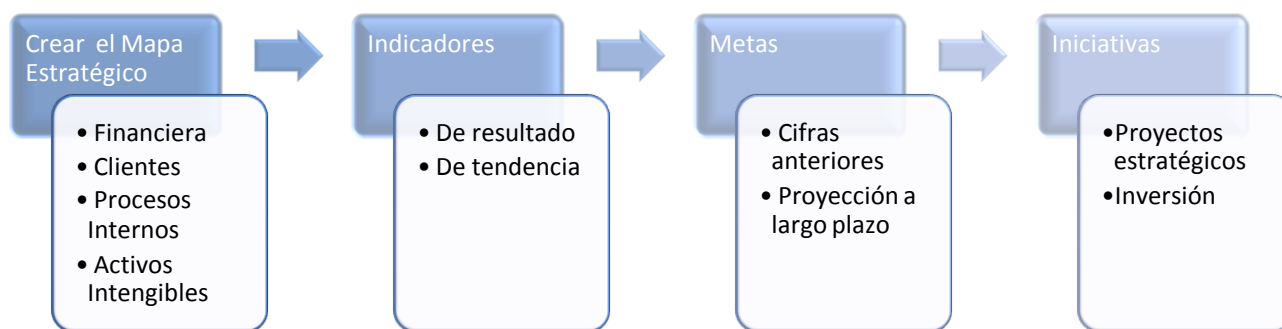 Crear el Mapa
Estratégico
• Financiera
• Clientes
• Procesos
Internos
• Activos
Intengibles
Indicadores
• De resultado
• De tendencia
Metas
• Cifras
anteriores
• Proyección a
largo plazo
Iniciativas
•Proyectos
estratégicos
•Inversión